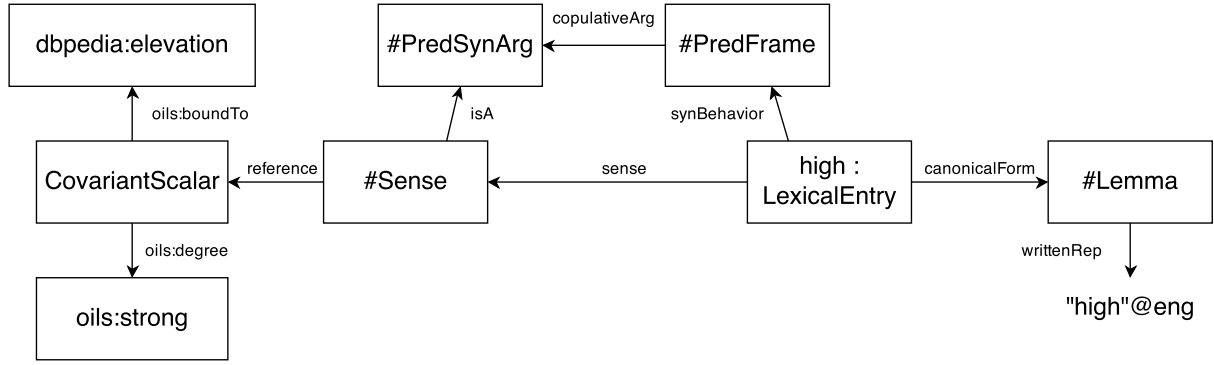 copulativeArg
dbpedia:elevation
#PredSynArg
#PredFrame
oils:boundTo
isA
synBehavior
CovariantScalar
reference
#Sense
sense
high :
LexicalEntry
canonicalForm
#Lemma
oils:degree
writtenRep
oils:strong
"high"@eng